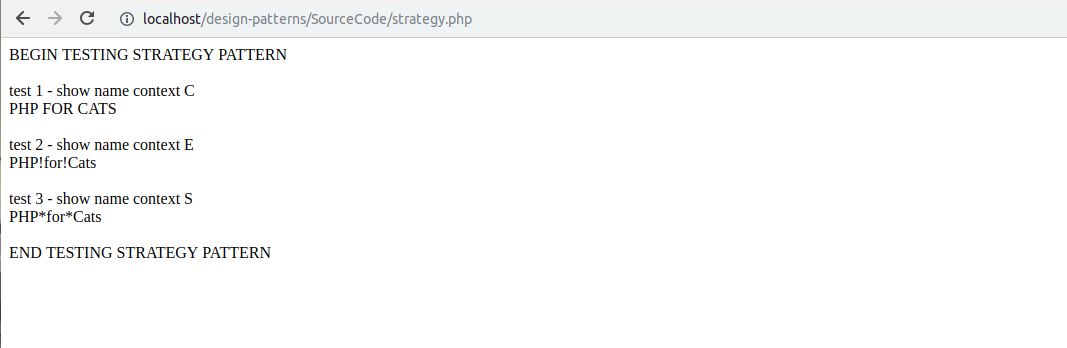 localhost/design-patterns/SourceCode/strategy.php
BEGIN TESTING STRATEGY PATTERN
test 1 - show name context C
PHP FOR CATS
test 2 - show name context E
PHP!for!Cats
test 3 - show name context S
PHP*for*Cats
END TESTING STRATEGY PATTERN